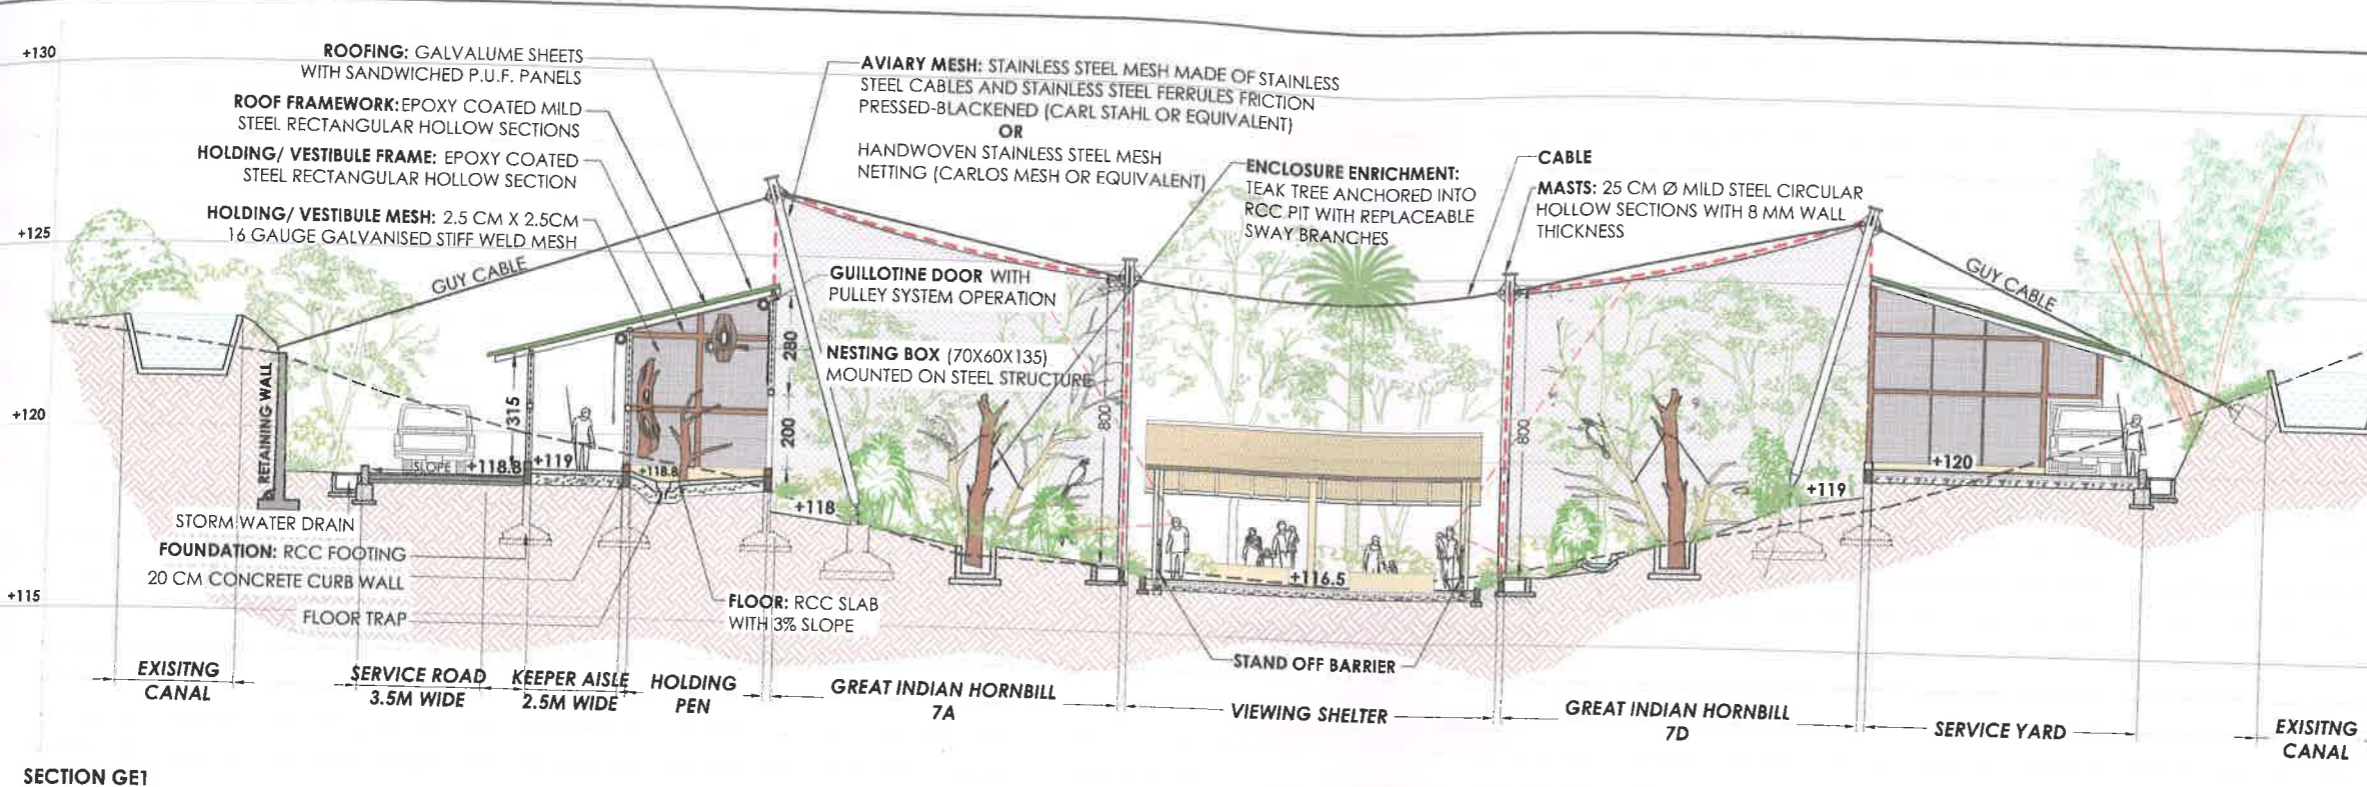 +130
+125
+120
+115
ROOFING: GALVALUME SHEETS
WITH SANDWICHED P.U.F. PANELS
ROOF FRAMEWORK: EPOXY COATED MILD
STEEL RECTANGULAR HOLLOW SECTIONS
HOLDING/ VESTIBULE FRAME: EPOXY COATED
STEEL RECTANGULAR HOLLOW SECTION
HOLDING/ VESTIBULE MESH: 2.5 CM X 2.5CM
16 GAUGE GALVANISED STIFF WELD MESH
AVIARY MESH: STAINLESS STEEL MESH MADE OF STAINLESS
STEEL CABLES AND STAINLESS STEEL FERRULES FRICTION
PRESSED-BLACKENED (CARL STAHL OR EQUIVALENT)
OR
HANDWOVEN STAINLESS STEEL MESH
NETTING (CARLOS MESH OR EQUIVALENT)
ENCLOSURE ENRICHMENT:
TEAK TREE ANCHORED INTO
RCC PIT WITH REPLACEABLE
SWAY BRANCHES
CABLE
MASTS: 25 CM Ø MILD STEEL CIRCULAR
HOLLOW SECTIONS WITH 8 MM WALL
THICKNESS
GUY CABLE
GUY CABLE
GUILLOTINE DOOR WITH
PULLEY SYSTEM OPERATION
NESTING BOX (70X60X135)
MOUNTED ON STEEL STRUCTURE
RETAINING WALL
315
280
200
800
800
SLOPE
+118.8
+119
+118.8
+118
+116.5
+119
+120
STORM WATER DRAIN
FOUNDATION: RCC FOOTING
20 CM CONCRETE CURB WALL
FLOOR TRAP
FLOOR: RCC SLAB
WITH 3% SLOPE
STAND OFF BARRIER
EXISITNG
CANAL
SERVICE ROAD
3.5M WIDE
KEEPER AISLE
2.5M WIDE
HOLDING
PEN
GREAT INDIAN HORNBILL
7A
VIEWING SHELTER
GREAT INDIAN HORNBILL
7D
SERVICE YARD
EXISITNG
CANAL
SECTION GE1